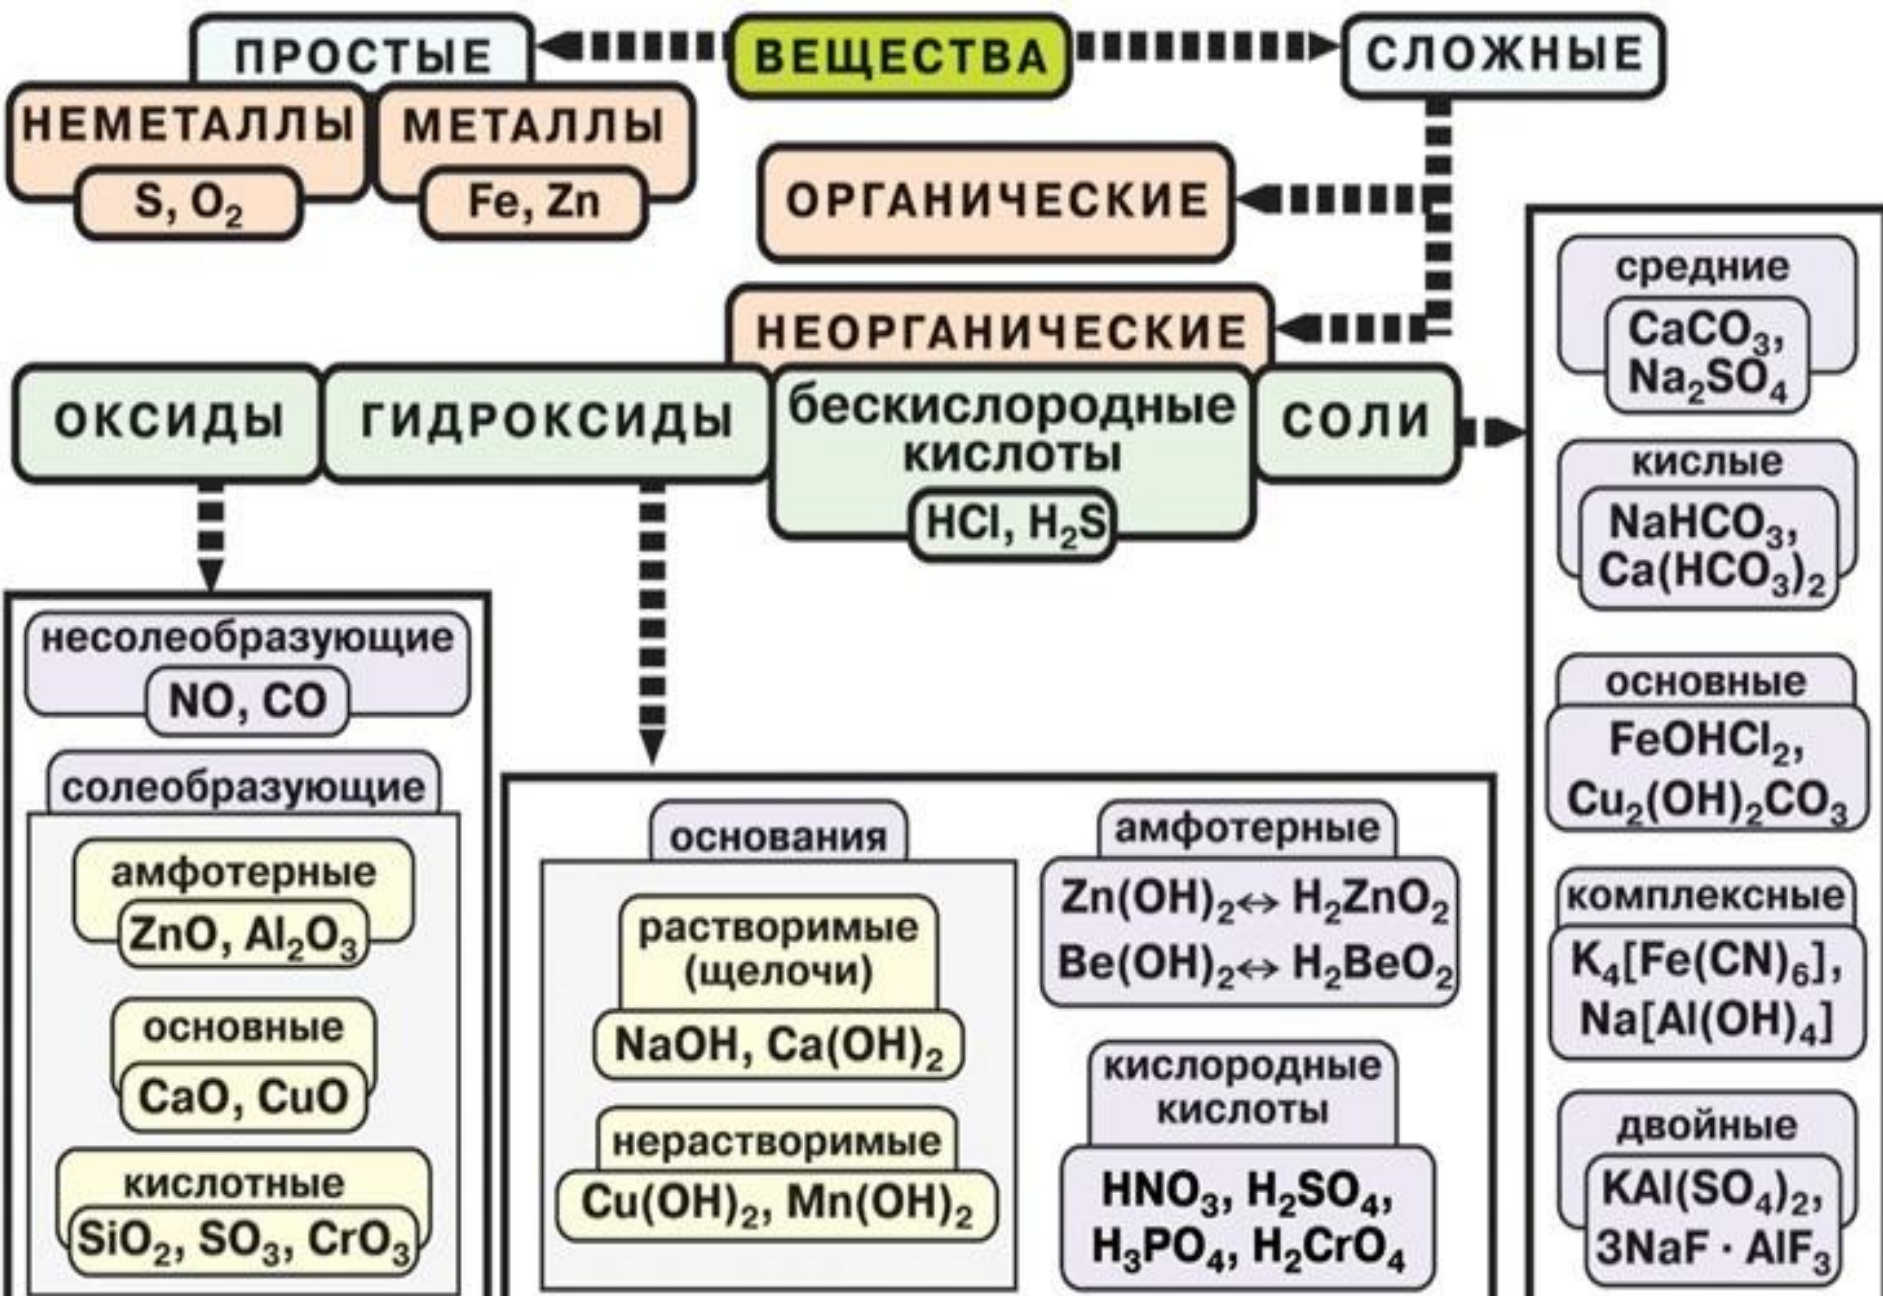 ПРОСТЫЕ
ВЕЩЕСТВА
СЛОЖНЫЕ
НЕМЕТАЛЛЫ
S, O₂
МЕТАЛЛЫ
Fe, Zn
ОРГАНИЧЕСКИЕ
НЕОРГАНИЧЕСКИЕ
ОКСИДЫ
ГИДРОКСИДЫ
бескислородные
кислоты
HCl, H₂S
СОЛИ
несолеобразующие
NO, CO
солеобразующие
амфотерные
ZnO, Al₂O₃
основные
CaO, CuO
кислотные
SiO₂, SO₃, CrO₃
основания
растворимые
(щелочи)
NaOH, Ca(OH)₂
нерастворимые
Cu(OH)₂, Mn(OH)₂
амфотерные
Zn(OH)₂↔ H₂ZnO₂
Be(OH)₂↔ H₂BeO₂
кислородные
кислоты
HNO₃, H₂SO₄,
H₃PO₄, H₂CrO₄
средние
CaCO₃,
Na₂SO₄
кислые
NaHCO₃,
Ca(HCO₃)₂
основные
FeOHCl₂,
Cu₂(OH)₂CO₃
комплексные
K₄[Fe(CN)₆],
Na[Al(OH)₄]
двойные
KAl(SO₄)₂,
3NaF · AlF₃